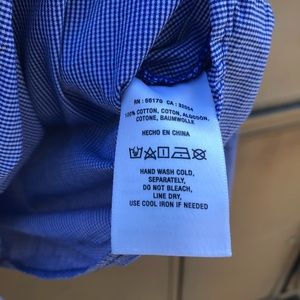 RN : 66170 CA : 32054
100% COTTON, COTON, ALGODON,
COTONE, BAUMWOLLE
HECHO EN CHINA
HAND WASH COLD,
SEPARATELY,
DO NOT BLEACH,
LINE DRY,
USE COOL IRON IF NEEDED